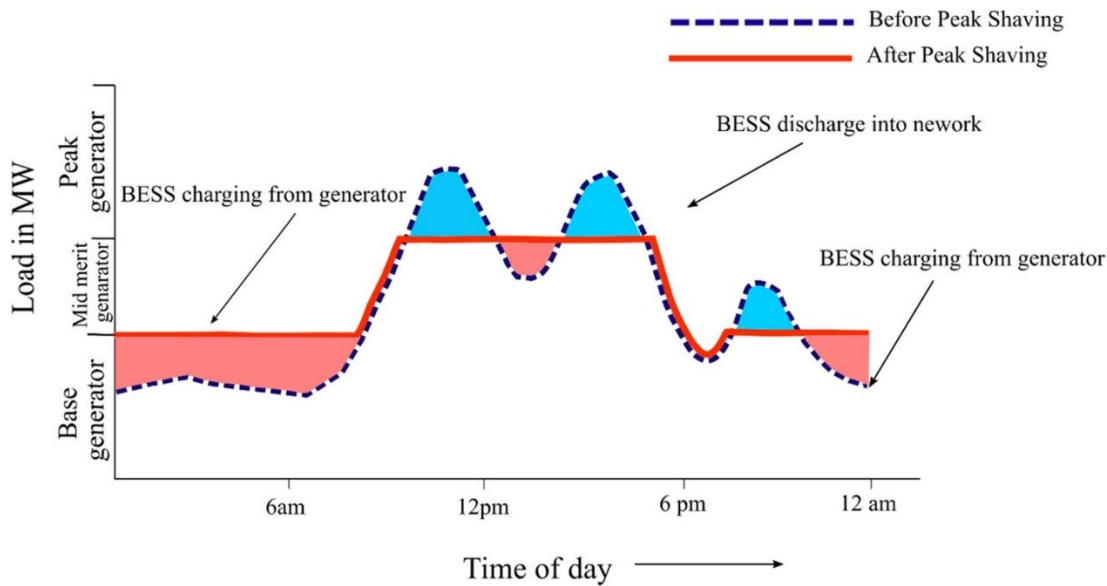 Before Peak Shaving
After Peak Shaving
BESS discharge into nework
BESS charging from generator
BESS charging from generator
Load in MW
Peak
generator
Mid merit
genarator
Base
generator
6am
12pm
6 pm
12 am
Time of day